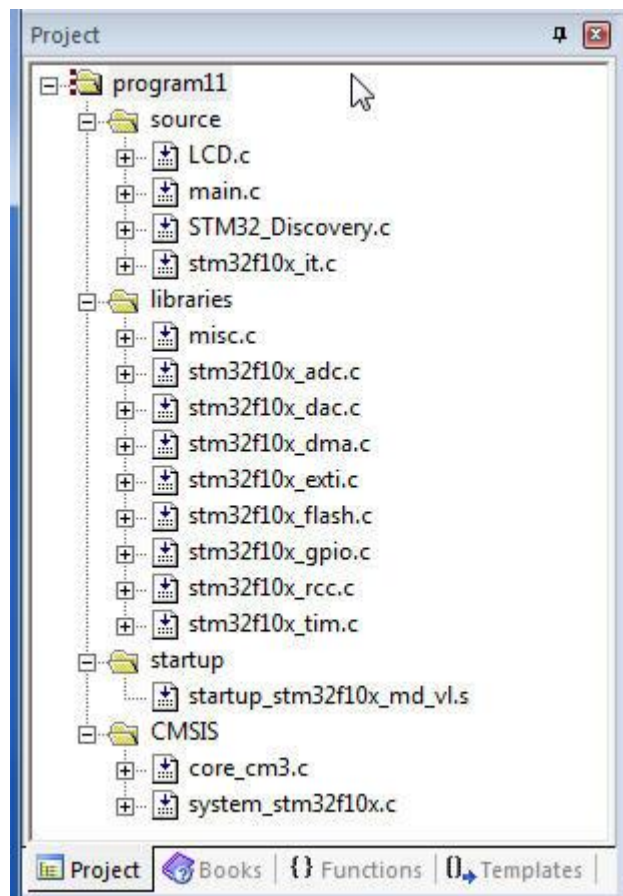 Project
program11
source
LCD.c
main.c
STM32_Discovery.c
stm32f10x_it.c
libraries
misc.c
stm32f10x_adc.c
stm32f10x_dac.c
stm32f10x_dma.c
stm32f10x_exti.c
stm32f10x_flash.c
stm32f10x_gpio.c
stm32f10x_rcc.c
stm32f10x_tim.c
startup
startup_stm32f10x_md_vl.s
CMSIS
core_cm3.c
system_stm32f10x.c
Project Books {} Functions 0 Templates